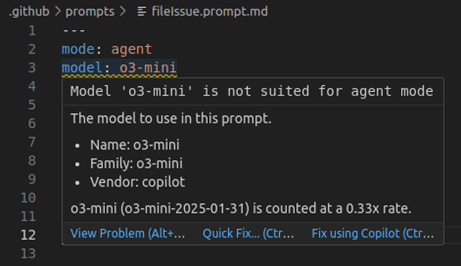 .github > prompts > fileIssue.prompt.md
1 ---
2 mode: agent
3 model: o3-mini
4 Model 'o3-mini' is not suited for agent mode
5
6 The model to use in this prompt.
7 • Name: o3-mini
8 • Family: o3-mini
9 • Vendor: copilot
10
11 o3-mini (o3-mini-2025-01-31) is counted at a 0.33x rate.
12 View Problem (Alt+... Quick Fix... (Ctr... Fix using Copilot (Ctr...
13